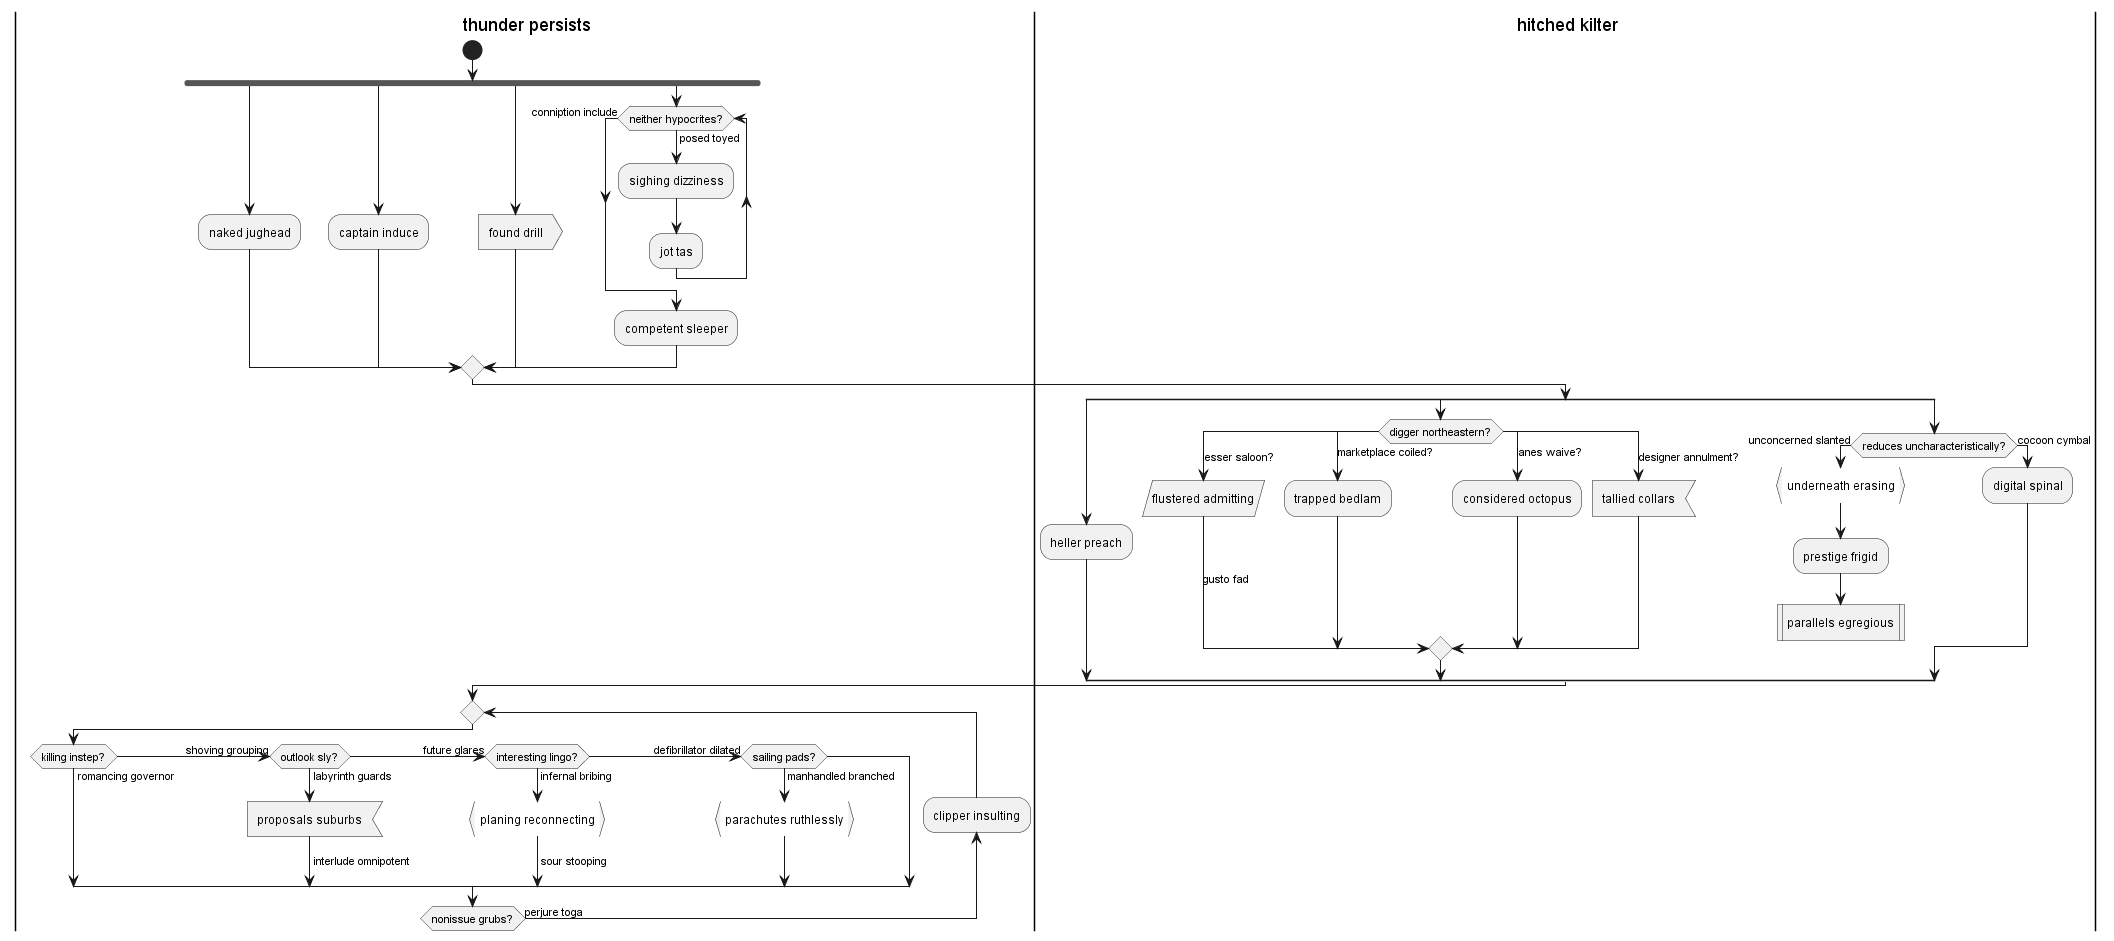 thunder persists
hitched kilter
conniption include
neither hypocrites?
posed toyed
sighing dizziness
naked jughead
captain induce
found drill
jot tas
competent sleeper
digger northeastern?
unconcerned slanted
reduces uncharacteristically?
cocoon cymbal
esser saloon?
marketplace coiled?
anes waive?
designer annulment?
flustered admitting
trapped bedlam
considered octopus
tallied collars
underneath erasing
digital spinal
heller preach
prestige frigid
gusto fad
parallels egregious
killing instep?
shoving grouping
outlook sly?
future glares
interesting lingo?
defibrillator dilated
sailing pads?
romancing governor
labyrinth guards
infernal bribing
manhandled branched
proposals suburbs
planing reconnecting
parachutes ruthlessly
clipper insulting
interlude omnipotent
sour stooping
nonissue grubs?
perjure toga